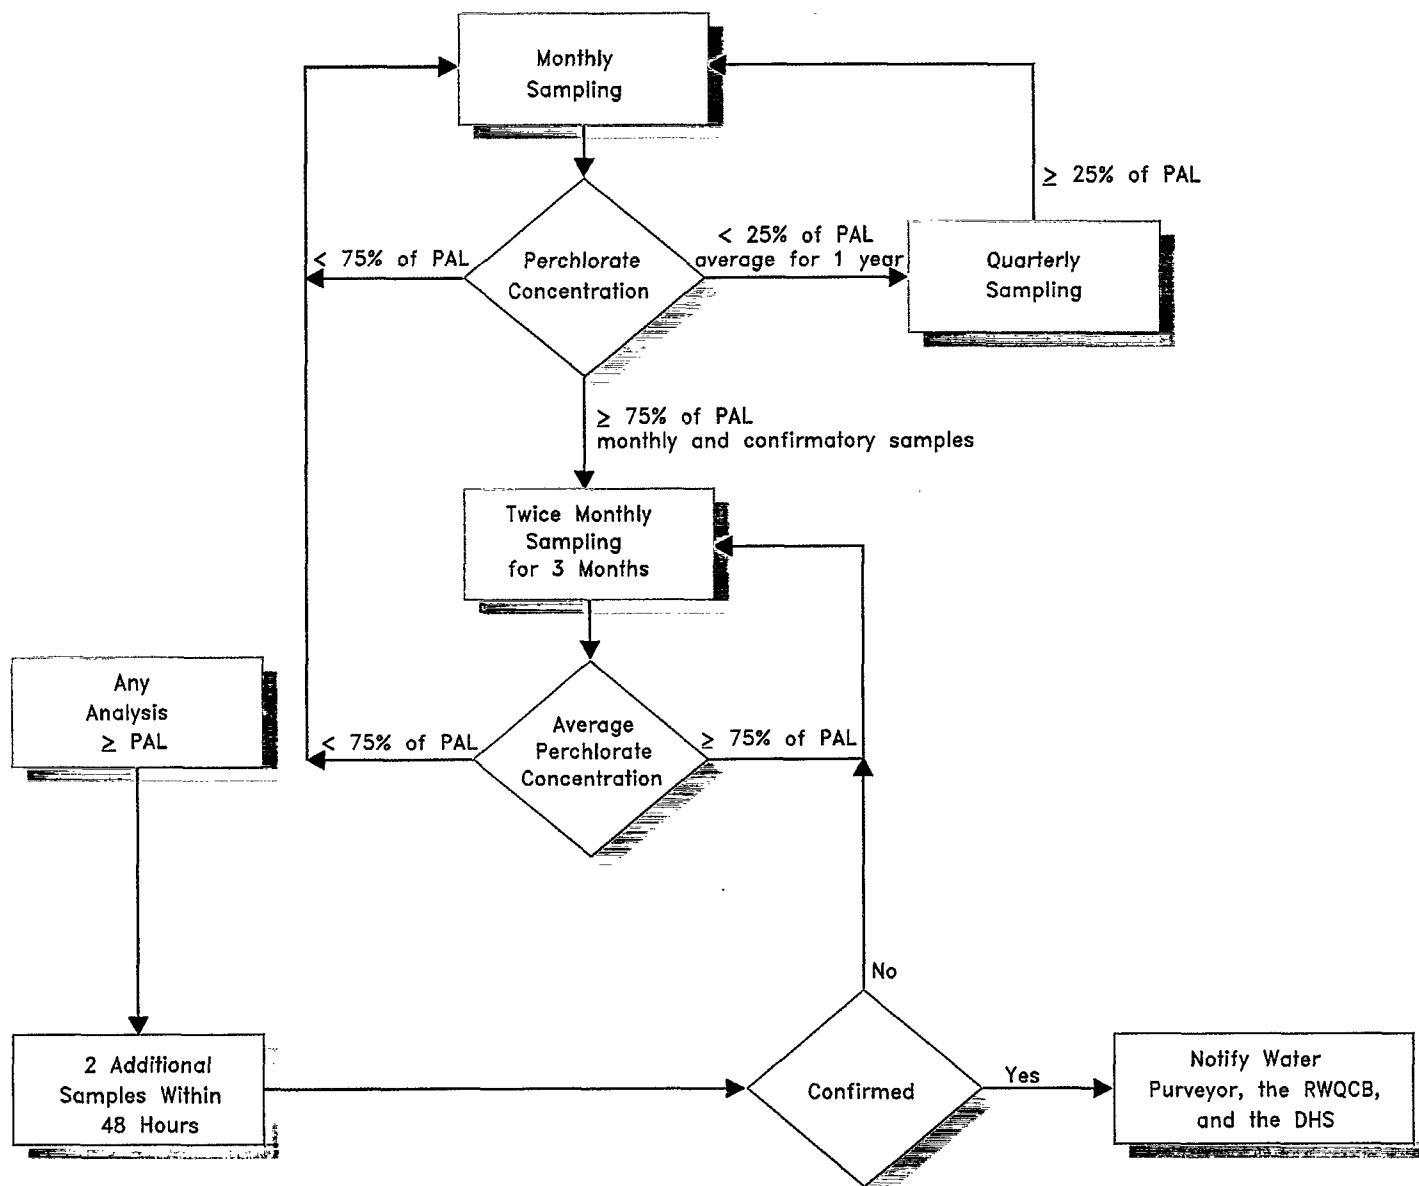 Monthly
Sampling
≥ 25% of PAL
< 75% of PAL
Perchlorate
Concentration
< 25% of PAL
average for 1 year
Quarterly
Sampling
≥ 75% of PAL
monthly and confirmatory samples
Twice Monthly
Sampling
for 3 Months
Any
Analysis
≥ PAL
< 75% of PAL
Average
Perchlorate
Concentration
≥ 75% of PAL
No
2 Additional
Samples Within
48 Hours
Confirmed
Yes
Notify Water
Purveyor, the RWQCB,
and the DHS